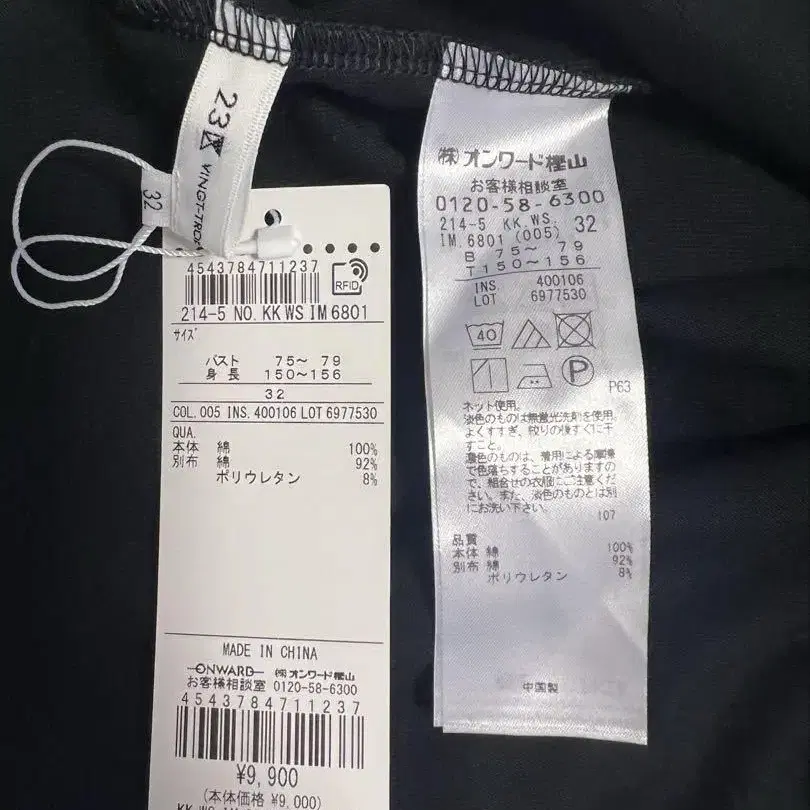 23区
VINGT-TROIS
32
4543784711237
RFID
214-5 NO. KK WS IM 6801
サイズ
バスト 75～ 79
身 長 150～156
32
COL. 005 INS. 400106 LOT 6977530
QUA.
本体 綿 100%
別布 綿 92%
ポリウレタン 8%
MADE IN CHINA
ONWARD ㈱オンワード樫山
お客様相談室 0120-58-6300
4543784711237
¥9,900
(本体価格 ¥9,000)
㈱オンワード樫山
お客様相談室
0120-58-6300
214-5 KK. WS. 32
IM. 6801 (005)
B 75～ 79
T 150～156
INS 400106
LOT 6977530
40
P
P63
ネット使用。
淡色のものは無蛍光洗剤を使用。
よくすすぎ、絞りの後すぐに干
すこと。
濃色のものは、着用による摩擦
で色落ちすることがありますの
で、組合せの衣服にご注意くだ
さい。また、淡色のものとは別
にお洗い下さい。
107
品質
本体 綿 100%
別布 綿 92%
ポリウレタン 8%
中国製